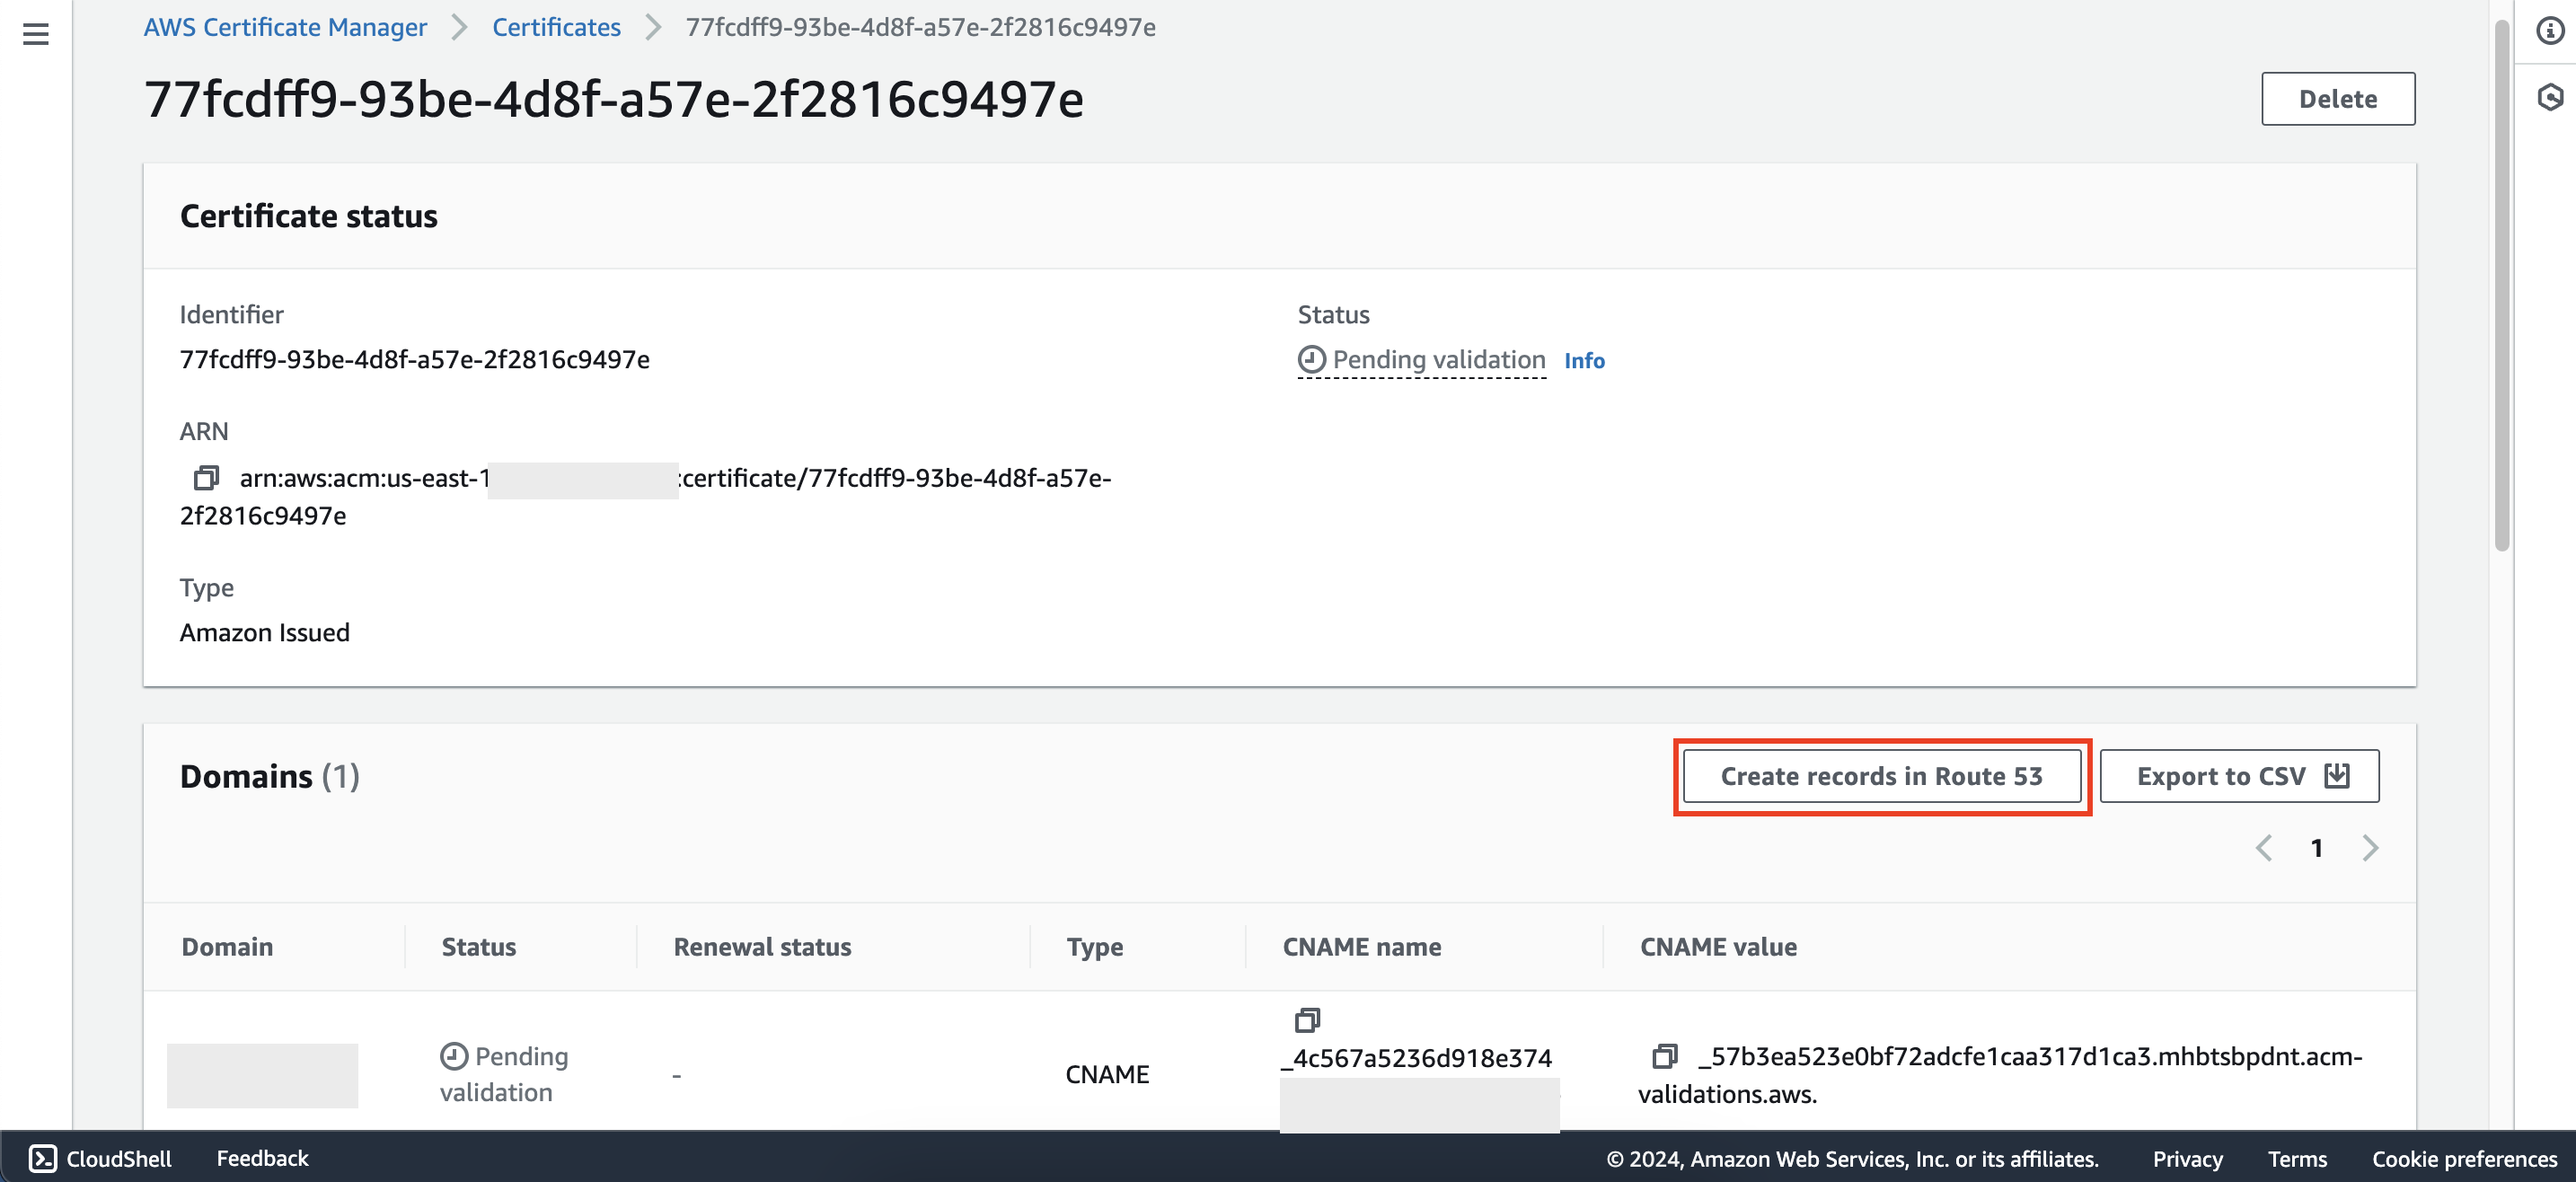 AWS Certificate Manager > Certificates > 77fcdff9-93be-4d8f-a57e-2f2816c9497e
77fcdff9-93be-4d8f-a57e-2f2816c9497e
Delete
Certificate status
Identifier
77fcdff9-93be-4d8f-a57e-2f2816c9497e
Status
Pending validation Info
ARN
arn:aws:acm:us-east-1 :certificate/77fcdff9-93be-4d8f-a57e-
2f2816c9497e
Type
Amazon Issued
Domains (1)
Create records in Route 53
Export to CSV
1
Domain Status Renewal status Type CNAME name CNAME value
Pending
validation
-
CNAME
_4c567a5236d918e374
_57b3ea523e0bf72adcfe1caa317d1ca3.mhbtsbpdnt.acm-
validations.aws.
CloudShell Feedback © 2024, Amazon Web Services, Inc. or its affiliates. Privacy Terms Cookie preferences